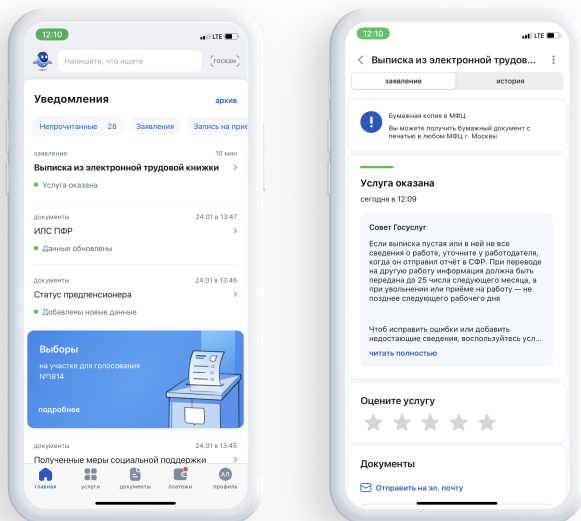 12:10
LTE
Напишите, что ищете
госкан
Уведомления
архив
Непрочитанные 28
Заявления
Запись на приё
заявление
10 мин
Выписка из электронной трудовой книжки
Услуга оказана
документы
24.01 в 13:47
ИЛС ПФР
Данные обновлены
документы
24.01 в 13:46
Статус предпенсионера
Добавлены новые данные
Выборы
на участке для голосования
№1814
подробнее
документы
24.01 в 13:45
Полученные меры социальной поддержки
главная
услуги
документы
платежи
АЛ
профиль
12:10
LTE
Выписка из электронной трудов...
заявление
история
Бумажная копия в МФЦ
Вы можете получить бумажный документ с
печатью в любом МФЦ г. Москвы
Услуга оказана
сегодня в 12:09
Совет Госуслуг
Если выписка пустая или в ней не все
сведения о работе, уточните у работодателя,
когда он отправил отчёт в СФР. При переводе
на другую работу информация должна быть
передана до 25 числа следующего месяца, а
при увольнении или приёме на работу — не
позднее следующего рабочего дня
Чтоб исправить ошибки или добавить
недостающие сведения, воспользуйтесь усл...
читать полностью
Оцените услугу
Документы
Отправить на эл. почту